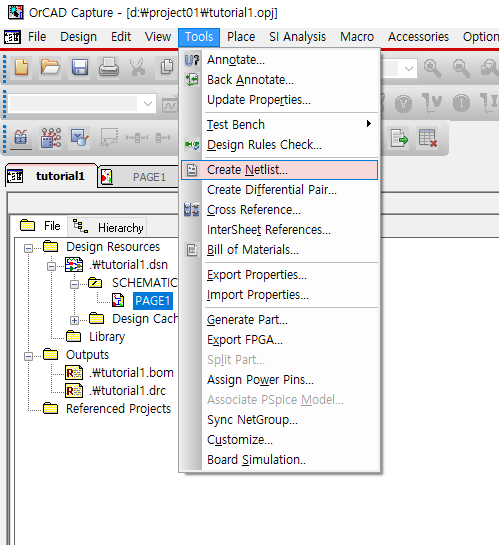 OrCAD Capture - [d:₩project01₩tutorial1.opj]
File Design Edit View Tools Place SI Analysis Macro Accessories Option
Annotate...
Back Annotate...
Update Properties...
Test Bench
Design Rules Check...
Create Netlist...
Create Differential Pair...
Cross Reference...
InterSheet References...
Bill of Materials...
Export Properties...
Import Properties...
Generate Part...
Export FPGA...
Split Part...
Assign Power Pins...
Associate PSpice Model...
Sync NetGroup...
Customize...
Board Simulation..
U?
V
I
tutorial1 PAGE1
File Hierarchy
Design Resources
.₩tutorial1.dsn
SCHEMATIC
PAGE1
Design Cach
Library
Outputs
.₩tutorial1.bom
.₩tutorial1.drc
Referenced Projects